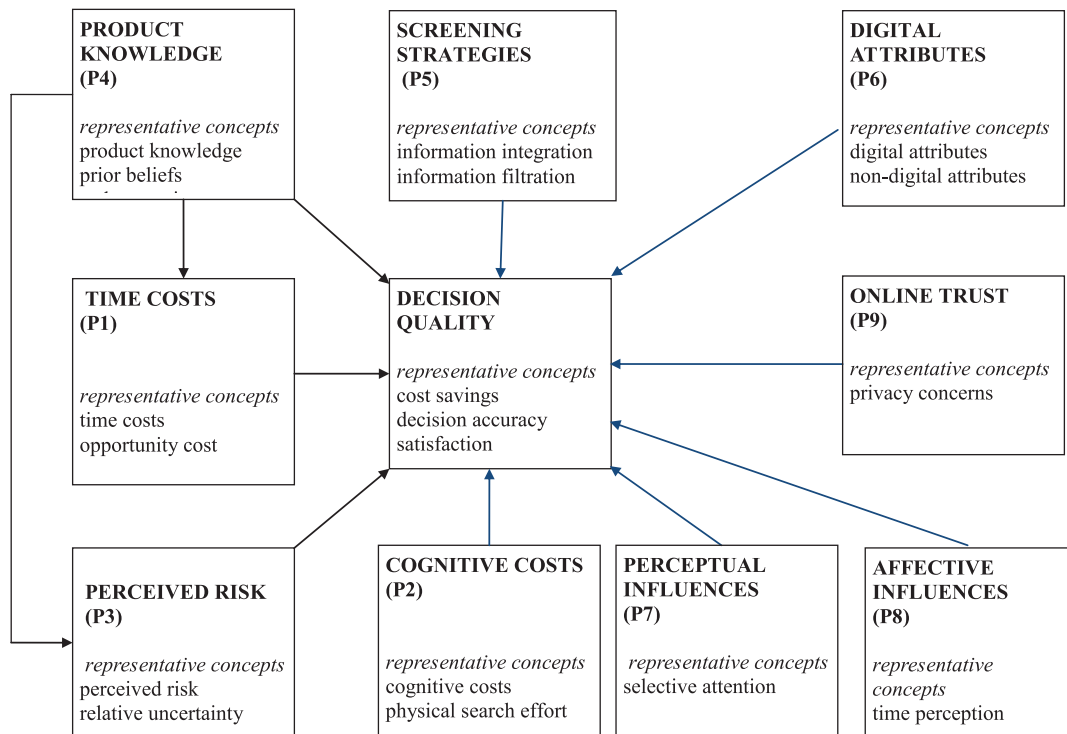 PRODUCT
KNOWLEDGE
(P4)
representative concepts
product knowledge
prior beliefs
SCREENING
STRATEGIES
(P5)
representative concepts
information integration
information filtration
DIGITAL
ATTRIBUTES
(P6)
representative concepts
digital attributes
non-digital attributes
TIME COSTS
(P1)
representative concepts
time costs
opportunity cost
DECISION
QUALITY
representative concepts
cost savings
decision accuracy
satisfaction
ONLINE TRUST
(P9)
representative concepts
privacy concerns
PERCEIVED RISK
(P3)
representative concepts
perceived risk
relative uncertainty
COGNITIVE COSTS
(P2)
representative concepts
cognitive costs
physical search effort
PERCEPTUAL
INFLUENCES
(P7)
representative concepts
selective attention
AFFECTIVE
INFLUENCES
(P8)
representative
concepts
time perception